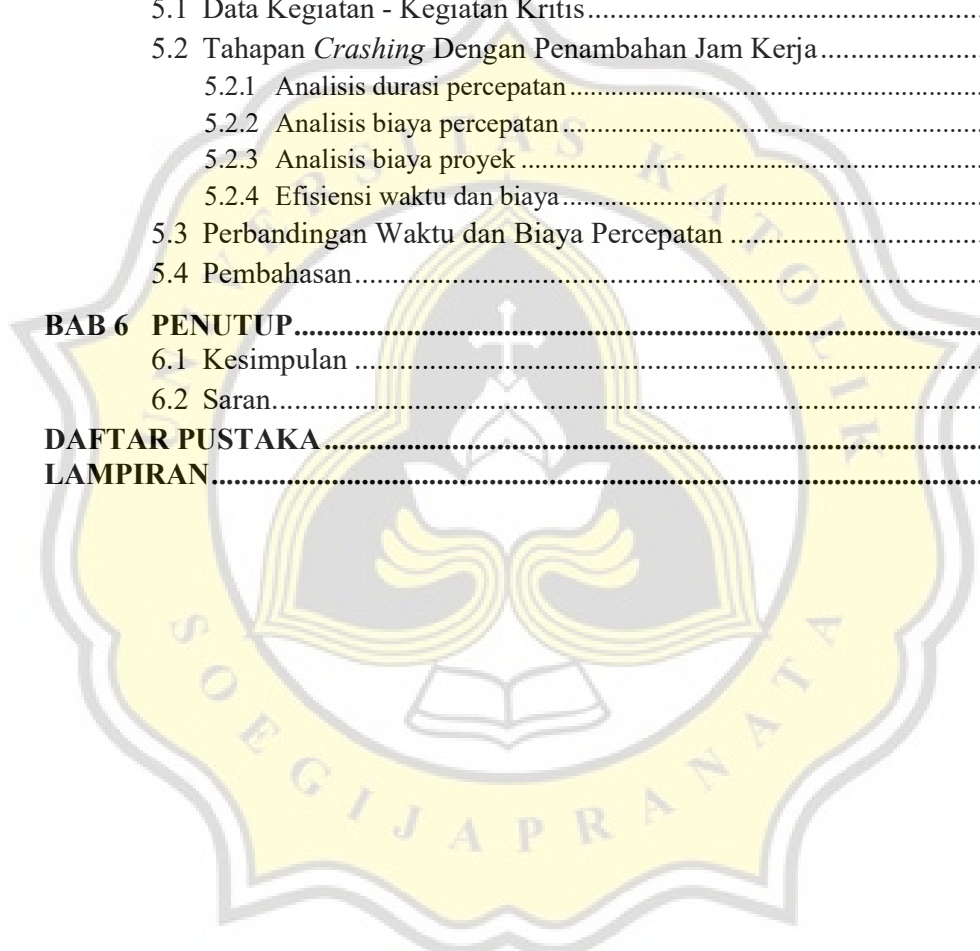 5.1 Data Kegiatan - Kegiatan Kritis....................................................
5.2 Tahapan Crashing Dengan Penambahan Jam Kerja....................
5.2.1 Analisis durasi percepatan....................................................
5.2.2 Analisis biaya percepatan....................................................
5.2.3 Analisis biaya proyek....................................................
5.2.4 Efisiensi waktu dan biaya....................................................
5.3 Perbandingan Waktu dan Biaya Percepatan ..............................
5.4 Pembahasan....................................................
BAB 6 PENUTUP....................................................
6.1 Kesimpulan ....................................................
6.2 Saran....................................................
DAFTAR PUSTAKA....................................................
LAMPIRAN....................................................
UNIVERSITAS KATOLIK
SOEGIJAPRANATA